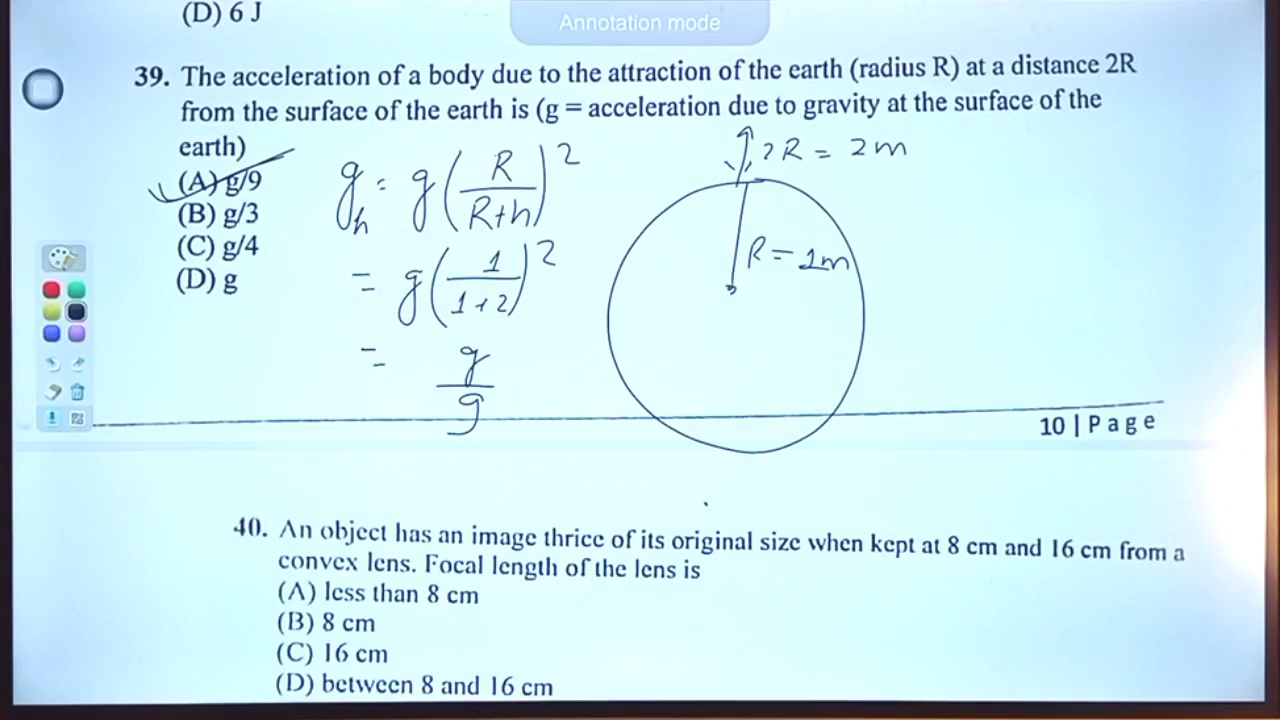 (D) 6 J
Annotation mode
39. The acceleration of a body due to the attraction of the earth (radius R) at a distance 2R
from the surface of the earth is (g = acceleration due to gravity at the surface of the
earth)
(A) g/9
(B) g/3
(C) g/4
(D) g
g_h = g(R/(R+h))^2
= g(1/(1+2))^2
= g/9
2R = 2m
R = 1m
10 | P a g e
40. An object has an image thrice of its original size when kept at 8 cm and 16 cm from a
convex lens. Focal length of the lens is
(A) less than 8 cm
(B) 8 cm
(C) 16 cm
(D) between 8 and 16 cm